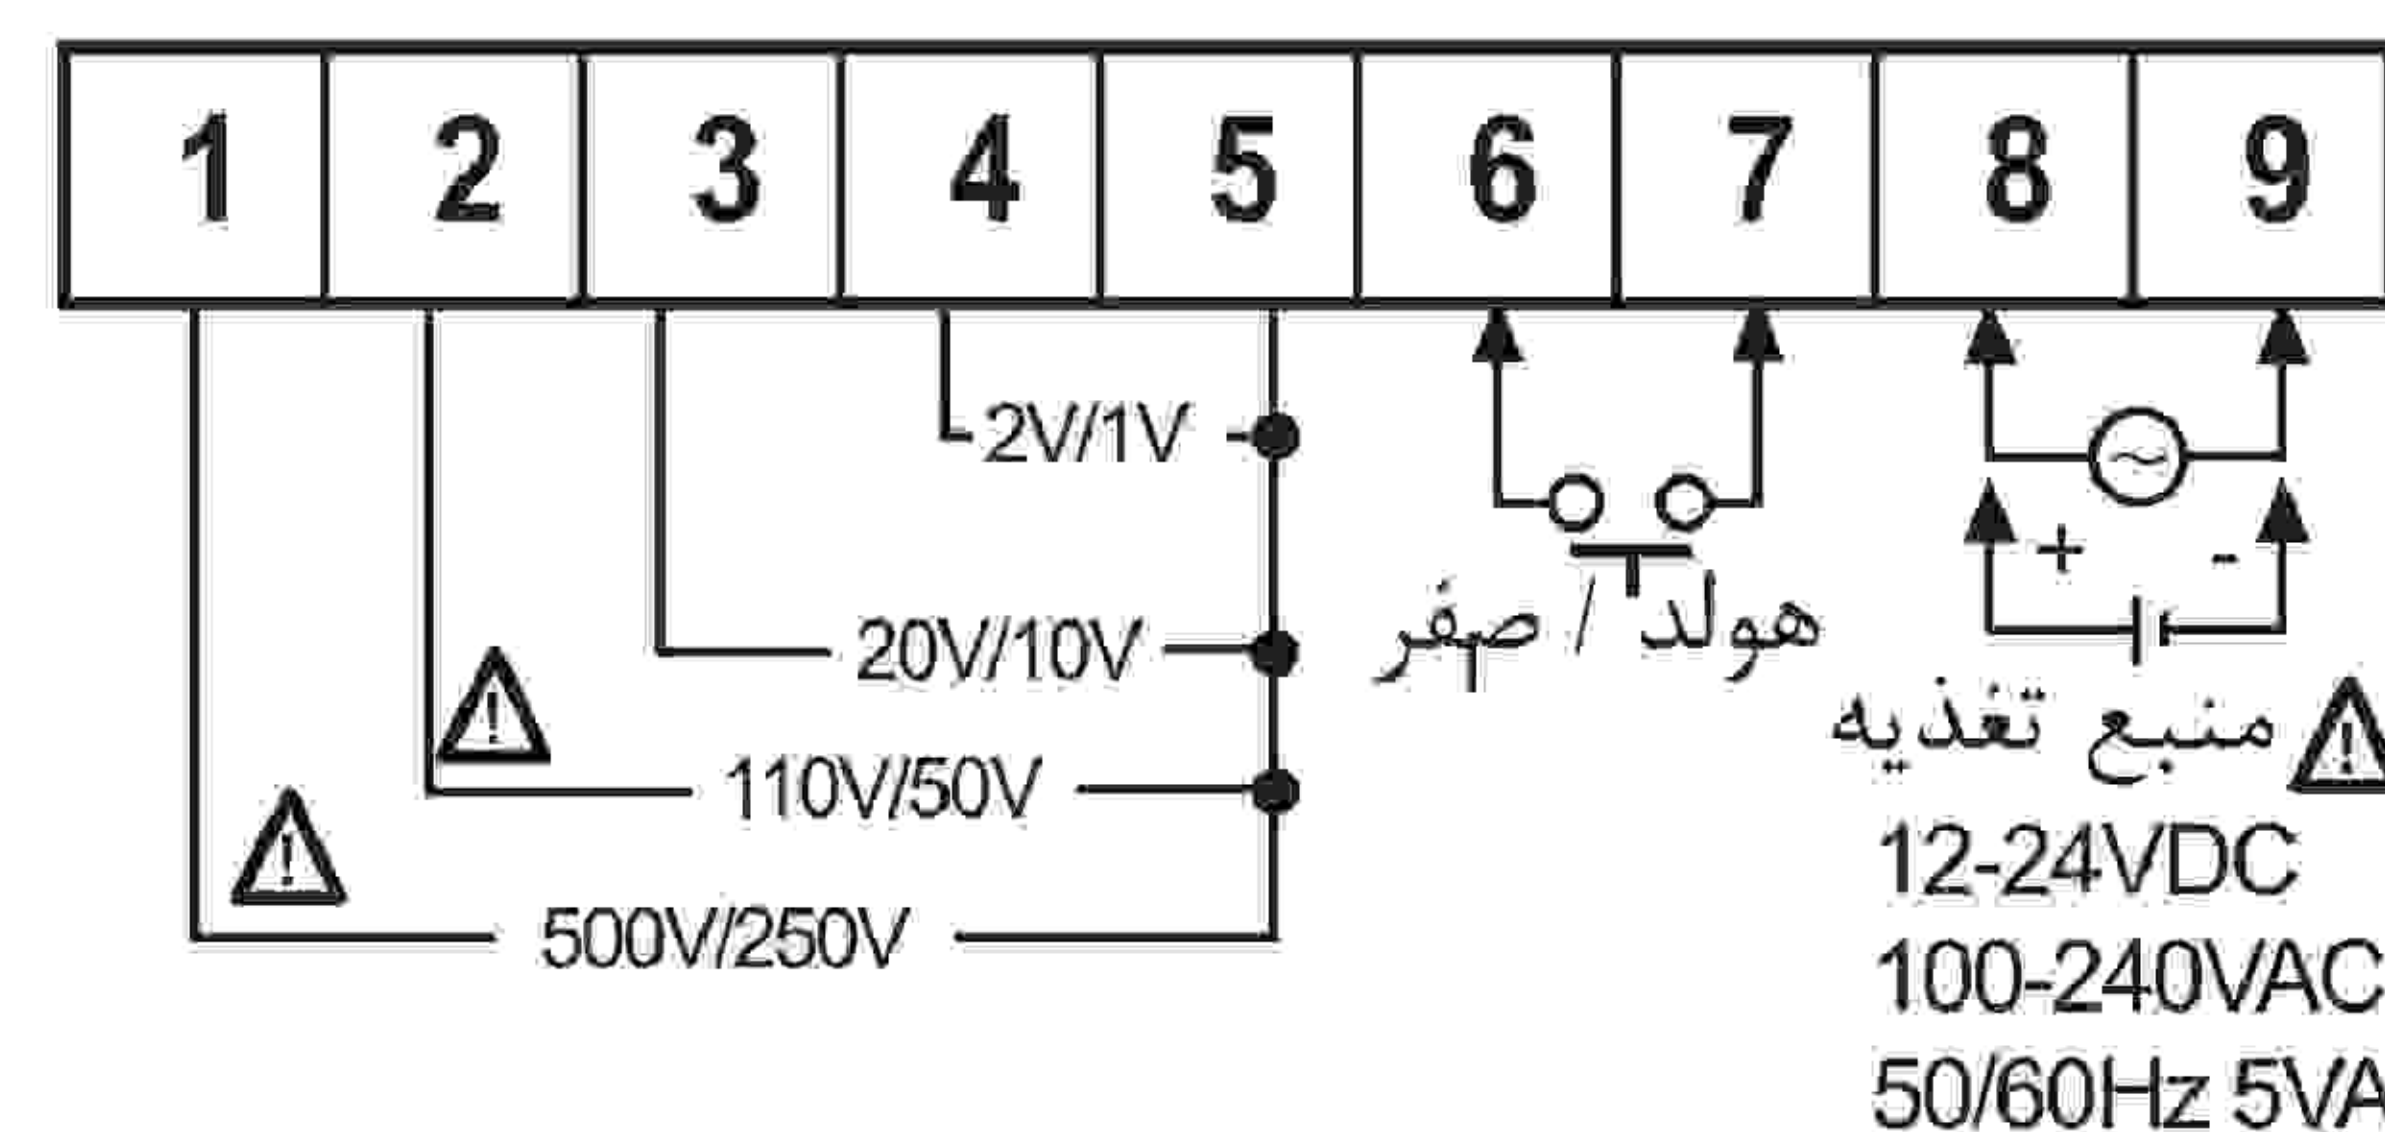 1 2 3 4 5 6 7 8 9
2V/1V
20V/10V
110V/50V
500V/250V
هولد / صفر
+ -
منبع تغذیه
12-24VDC
100-240VAC
50/60Hz 5VA